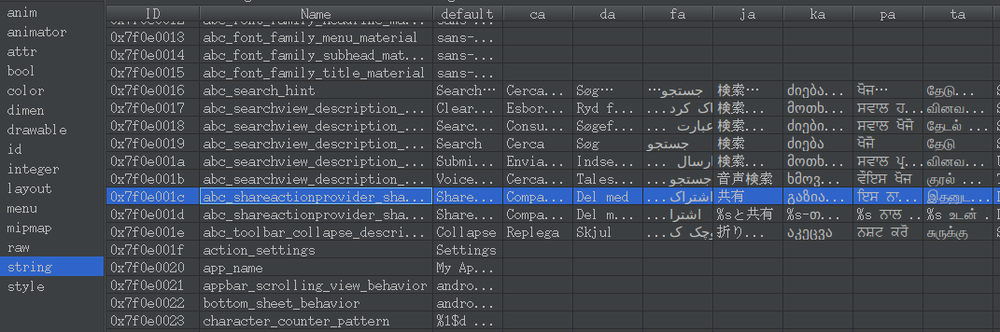 anim
animator
attr
bool
color
dimen
drawable
id
integer
layout
menu
mipmap
raw
string
style
ID Name default ca da fa ja ka pa ta
0x7f0e0013 abc_font_family_menu_material sans-...
0x7f0e0014 abc_font_family_subhead_mat... sans-...
0x7f0e0015 abc_font_family_title_material sans-...
0x7f0e0016 abc_search_hint Search… Cerca... Søg… جستجو… 検索… ძიება... ਖੋਜ… தேடு...
0x7f0e0017 abc_searchview_description_... Clear... Esbor... Ryd f... ...اک کرد 検索... მოთხ... ਸਵਾਲ ਹ... வினவ...
0x7f0e0018 abc_searchview_description_... Searc... Consu... Søgef... ...عبارت 検索... ძიები... ਸਵਾਲ ਖੋਜੋ தேடல் ...
0x7f0e0019 abc_searchview_description_... Search Cerca Søg جستجو 検索 ძიება ਖੋਜੋ தேடு
0x7f0e001a abc_searchview_description_... Submi... Envia... Indse... ...ارسال 検索... მოთხ... ਸਵਾਲ ਪ੍... வினவ...
0x7f0e001b abc_searchview_description_... Voice... Cerca... Tales... ...جستجو 音声検索 ხმოვ... ਵੌਇਸ ਖੋਜ குரல் ...
0x7f0e001c abc_shareactionprovider_sha... Share... Compa... Del med ...اشتراک 共有 გაზია... ਇਸ ਨਾ... இதனுட...
0x7f0e001d abc_shareactionprovider_sha... Share... Compa... Del m... ...اشترا %sと共有 %s-თ... %s ਨਾਲ ... %s உடன் ...
0x7f0e001e abc_toolbar_collapse_descri... Collapse Replega Skjul ...وچک ک 折り... აკეცვა ਨਸ਼ਟ ਕਰੋ சுருக்கு
0x7f0e001f action_settings Settings
0x7f0e0020 app_name My Ap...
0x7f0e0021 appbar_scrolling_view_behavior andro...
0x7f0e0022 bottom_sheet_behavior andro...
0x7f0e0023 character_counter_pattern %1$d ...